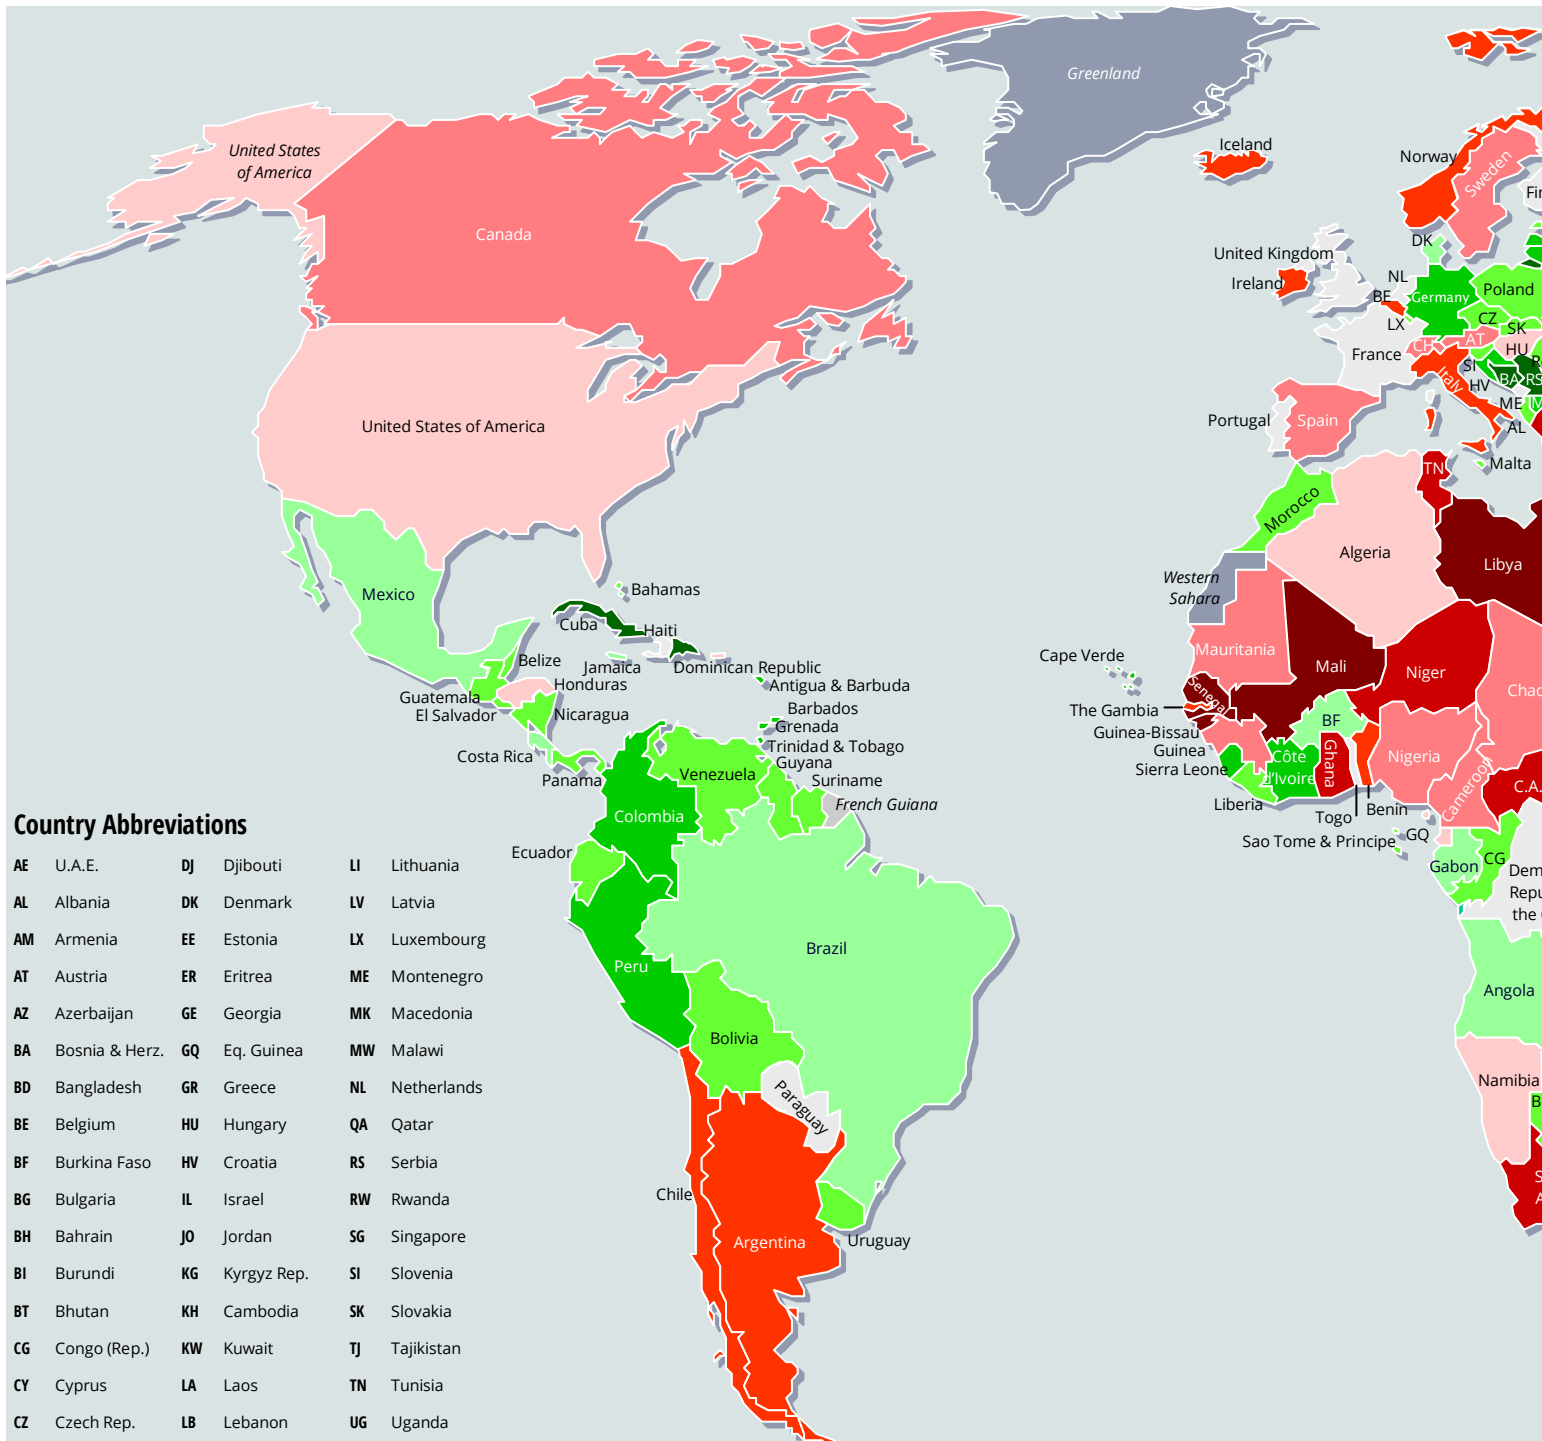 Greenland
United States
of America
Canada
Iceland
Norway
Sweden
DK
United Kingdom
Ireland
NL
BE
Germany
Poland
LX
CZ
SK
France
CH
AT
HU
SI
HV
Italy
BA
RS
ME
AL
Portugal
Spain
Malta
United States of America
TN
Morocco
Algeria
Libya
Western
Sahara
Mexico
Bahamas
Cuba
Haiti
Jamaica
Dominican Republic
Belize
Honduras
Guatemala
El Salvador
Nicaragua
Antigua & Barbuda
Barbados
Grenada
Trinidad & Tobago
Guyana
Costa Rica
Panama
Venezuela
Suriname
French Guiana
Colombia
Ecuador
Peru
Brazil
Bolivia
Paraguay
Chile
Argentina
Uruguay
Cape Verde
Mauritania
Mali
Niger
Senegal
The Gambia
Guinea-Bissau
Guinea
Sierra Leone
Liberia
BF
Côte
d'Ivoire
Ghana
Togo
Benin
Nigeria
Cameroon
C.A.
Sao Tome & Principe
GQ
Gabon
CG
Angola
Namibia
Country Abbreviations
AE U.A.E. DJ Djibouti LI Lithuania
AL Albania DK Denmark LV Latvia
AM Armenia EE Estonia LX Luxembourg
AT Austria ER Eritrea ME Montenegro
AZ Azerbaijan GE Georgia MK Macedonia
BA Bosnia & Herz. GQ Eq. Guinea MW Malawi
BD Bangladesh GR Greece NL Netherlands
BE Belgium HU Hungary QA Qatar
BF Burkina Faso HV Croatia RS Serbia
BG Bulgaria IL Israel RW Rwanda
BH Bahrain JO Jordan SG Singapore
BI Burundi KG Kyrgyz Rep. SI Slovenia
BT Bhutan KH Cambodia SK Slovakia
CG Congo (Rep.) KW Kuwait TJ Tajikistan
CY Cyprus LA Laos TN Tunisia
CZ Czech Rep. LB Lebanon UG Uganda